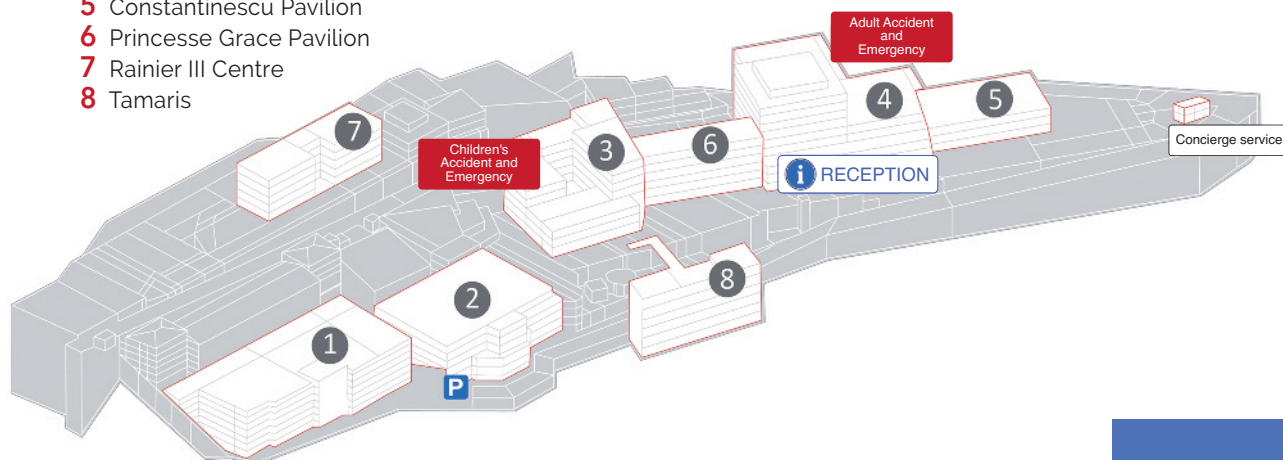 5 Constantinescu Pavilion
6 Princesse Grace Pavilion
7 Rainier III Centre
8 Tamaris
Adult Accident
and
Emergency
7
Children's
Accident and
Emergency
3
6
4
5
Concierge service
i RECEPTION
2
8
1
P